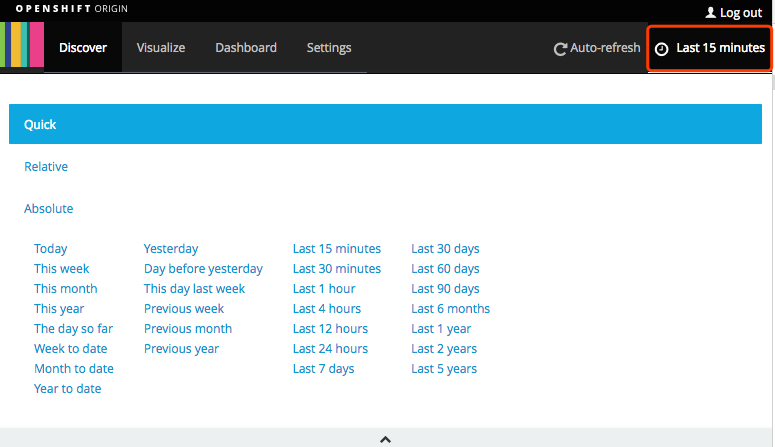 OPENSHIFT ORIGIN
Log out
Discover Visualize Dashboard Settings Auto-refresh Last 15 minutes
Quick
Relative
Absolute
Today Yesterday Last 15 minutes Last 30 days
This week Day before yesterday Last 30 minutes Last 60 days
This month This day last week Last 1 hour Last 90 days
This year Previous week Last 4 hours Last 6 months
The day so far Previous month Last 12 hours Last 1 year
Week to date Previous year Last 24 hours Last 2 years
Month to date Last 7 days Last 5 years
Year to date